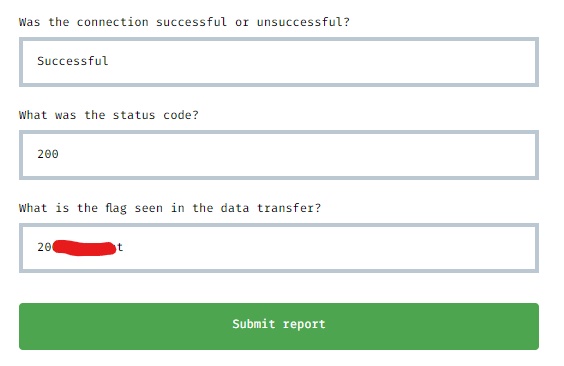 Was the connection successful or unsuccessful?
Successful
What was the status code?
200
What is the flag seen in the data transfer?
20 t
Submit report